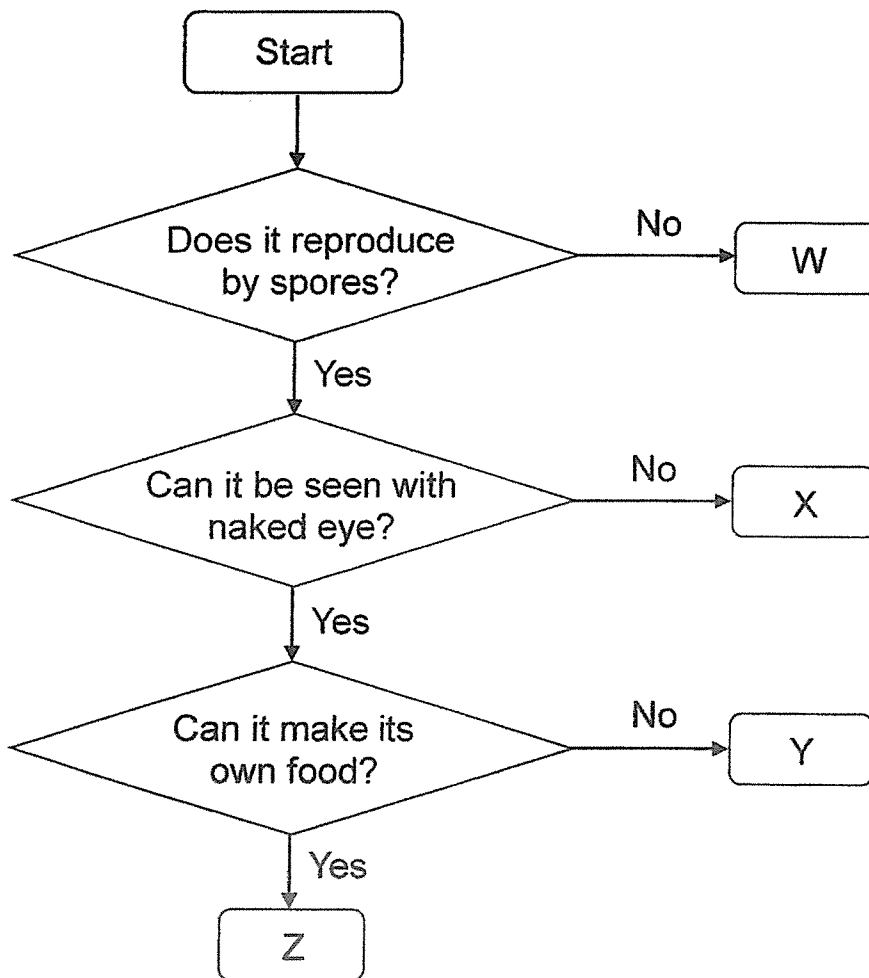 Start
Does it reproduce
by spores?
No
W
Yes
Can it be seen with
naked eye?
No
X
Yes
Can it make its
own food?
No
Y
Yes
Z